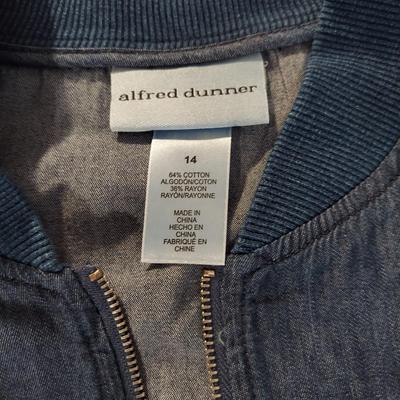 alfred dunner
14
64% COTTON
ALGODÓN/COTON
36% RAYON
RAYÓN/RAYONNE
MADE IN
CHINA
HECHO EN
CHINA
FABRIQUÉ EN
CHINE